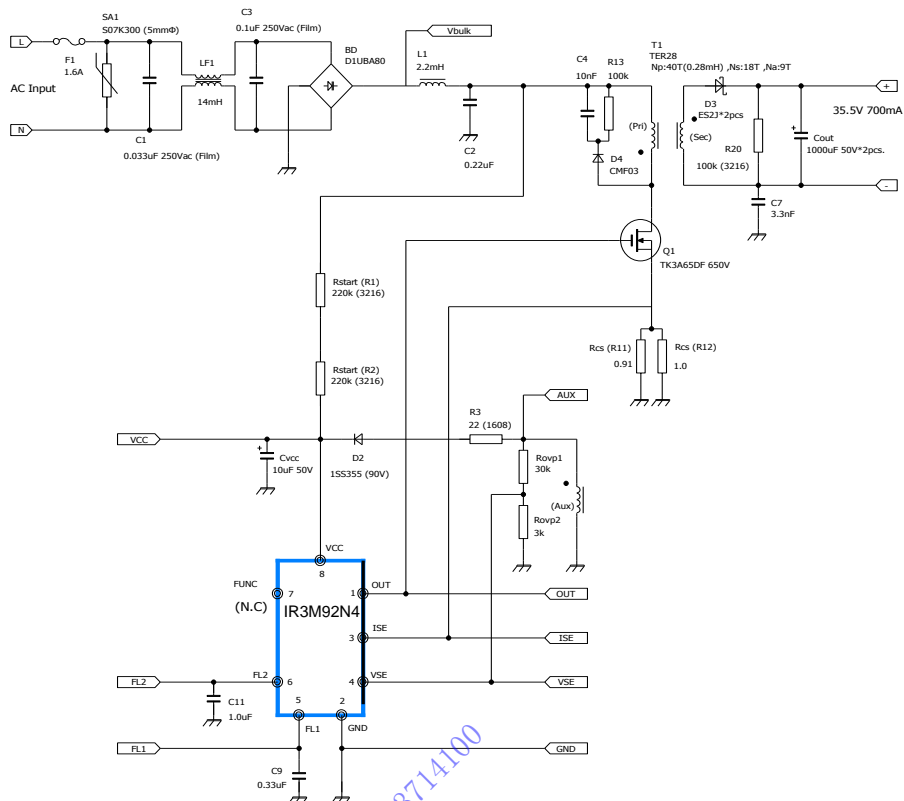 SA1
S07K300 (5mmΦ)
C3
0.1uF 250Vac (Film)
L
F1
1.6A
AC Input
N
LF1
14mH
C1
0.033uF 250Vac (Film)
BD
D1UBA80
Vbulk
L1
2.2mH
C2
0.22uF
C4
10nF
R13
100k
D4
CMF03
T1
TER28
Np:40T(0.28mH) ,Ns:18T ,Na:9T
(Pri)
(Sec)
D3
ES2J*2pcs
R20
100k (3216)
+
35.5V 700mA
+
Cout
1000uF 50V*2pcs.
-
C7
3.3nF
Q1
TK3A65DF 650V
Rstart (R1)
220k (3216)
Rstart (R2)
220k (3216)
Rcs (R11)
0.91
Rcs (R12)
1.0
AUX
R3
22 (1608)
VCC
+
Cvcc
10uF 50V
D2
1SS355 (90V)
Rovp1
30k
Rovp2
3k
(Aux)
VCC
8
FUNC
7
(N.C)
IR3M92N4
OUT
1
OUT
ISE
3
ISE
FL2
FL2
6
VSE
4
VSE
C11
1.0uF
5
2
FL1
GND
FL1
GND
C9
0.33uF
8714100